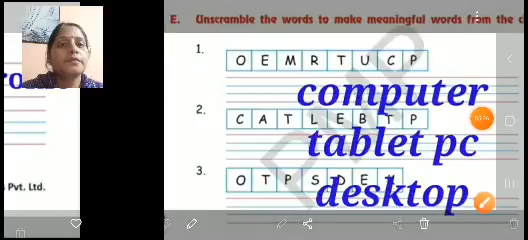 E. Unscramble the words to make meaningful words from the c
1.
O E M R T U C P
computer
2.
C A T L E B T P
tablet pc
3.
O T P S D E K
desktop
Pvt. Ltd.